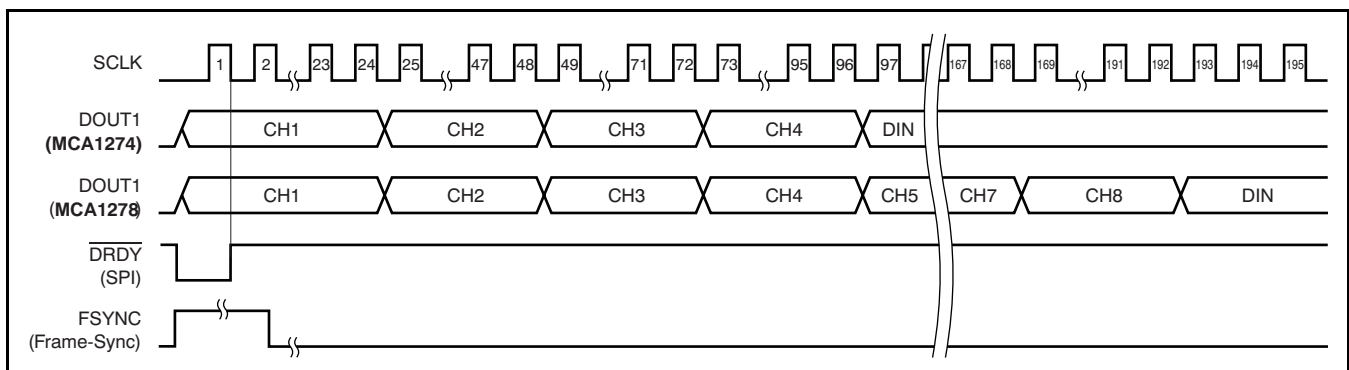 SCLK 1 2 23 24 25 47 48 49 71 72 73 95 96 97 167 168 169 191 192 193 194 195
DOUT1
(MCA1274)
CH1 CH2 CH3 CH4 DIN
DOUT1
(MCA1278)
CH1 CH2 CH3 CH4 CH5 CH7 CH8 DIN
DRDY
(SPI)
FSYNC
(Frame-Sync)